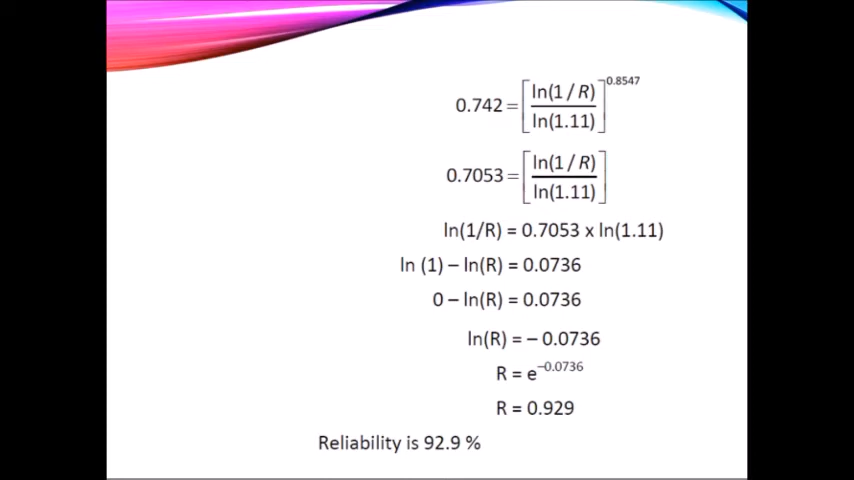 0.742 = [ln(1 / R) / ln(1.11)]^0.8547
0.7053 = [ln(1 / R) / ln(1.11)]
ln(1/R) = 0.7053 x ln(1.11)
ln (1) – ln(R) = 0.0736
0 – ln(R) = 0.0736
ln(R) = – 0.0736
R = e^–0.0736
R = 0.929
Reliability is 92.9 %